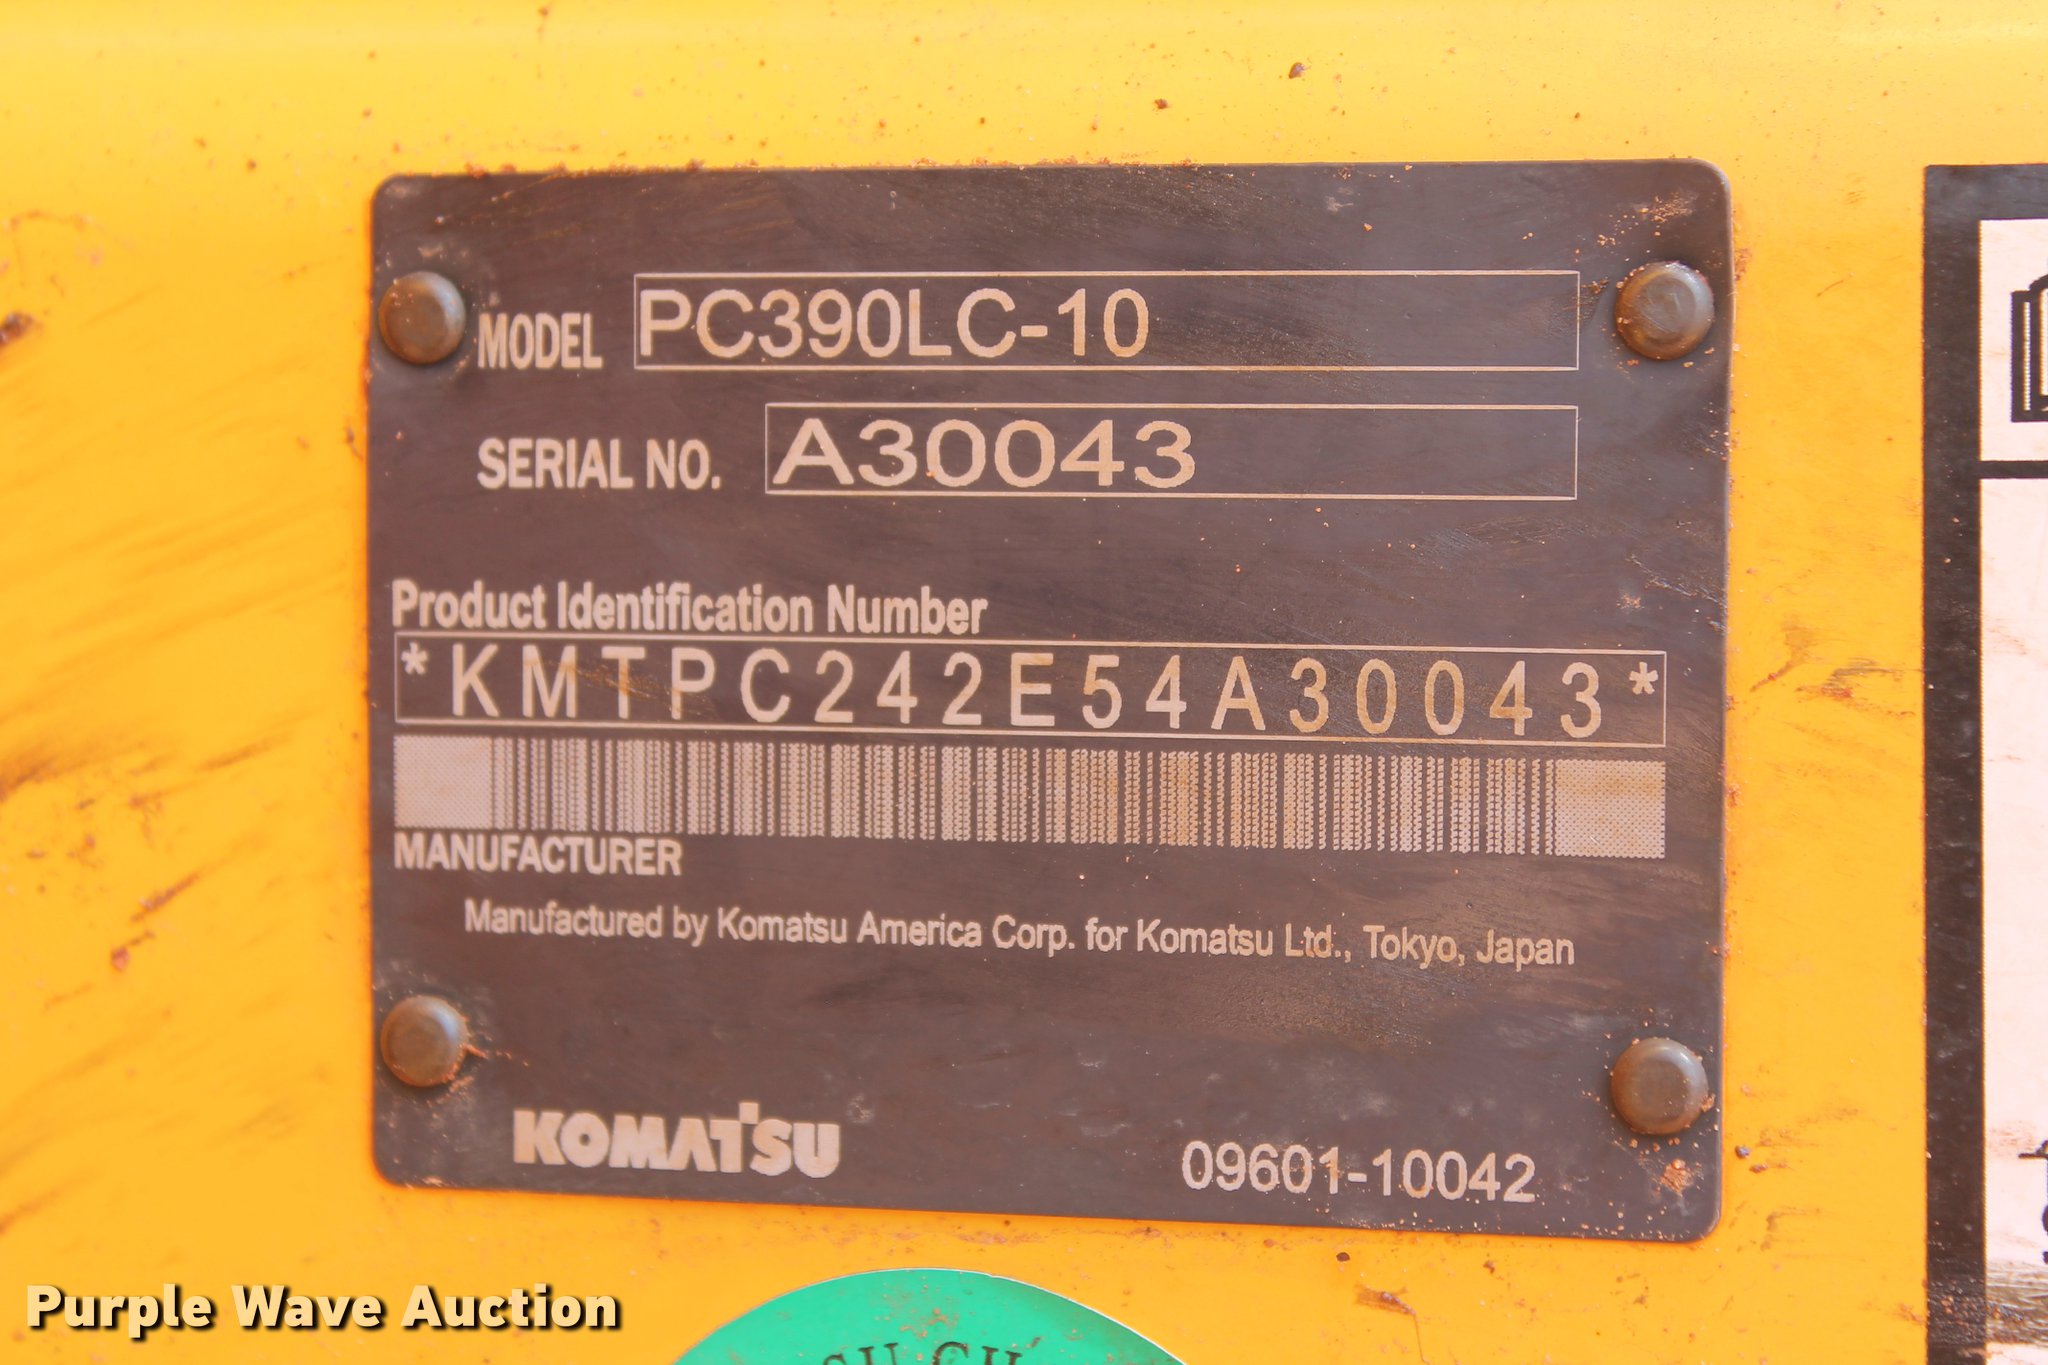 MODEL PC390LC-10
SERIAL NO. A30043
Product Identification Number
*KMTPC242E54A30043*
MANUFACTURER
Manufactured by Komatsu America Corp. for Komatsu Ltd., Tokyo, Japan
KOMATSU 09601-10042
Purple Wave Auction